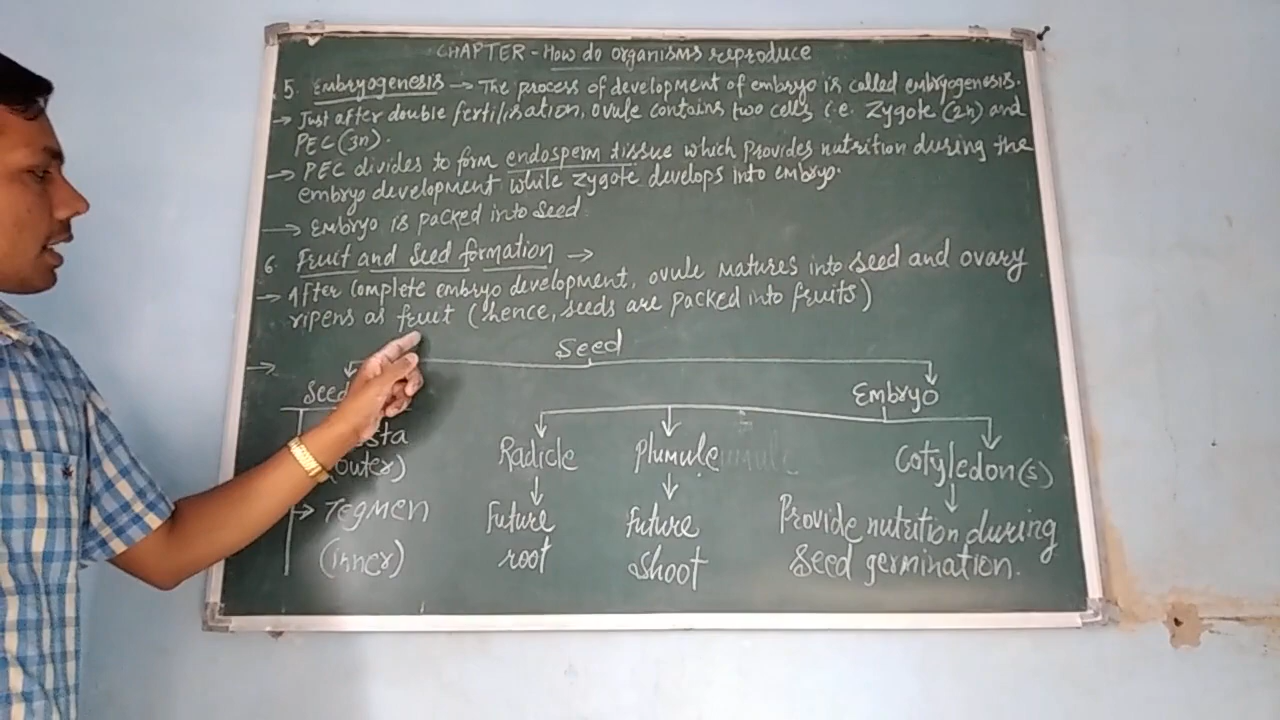 CHAPTER - How do organisms reproduce
5. Embryogenesis → The process of development of embryo is called embryogenesis.
→ Just after double fertilisation, ovule contains two cells i.e. Zygote (2n) and
PEC (3n).
→ PEC divides to form endosperm tissue which provides nutrition during the
embryo development while zygote develops into embryo.
→ Embryo is packed into seed.
6. Fruit and Seed formation →
→ After complete embryo development, ovule matures into seed and ovary
ripens as fruit (hence, seeds are packed into fruits)
→ Seed
Seed Embryo
Radicle Plumule Cotyledon(s)
(outer)
→ Tegmen Future Future Provide nutrition during
(inner) root shoot seed germination.